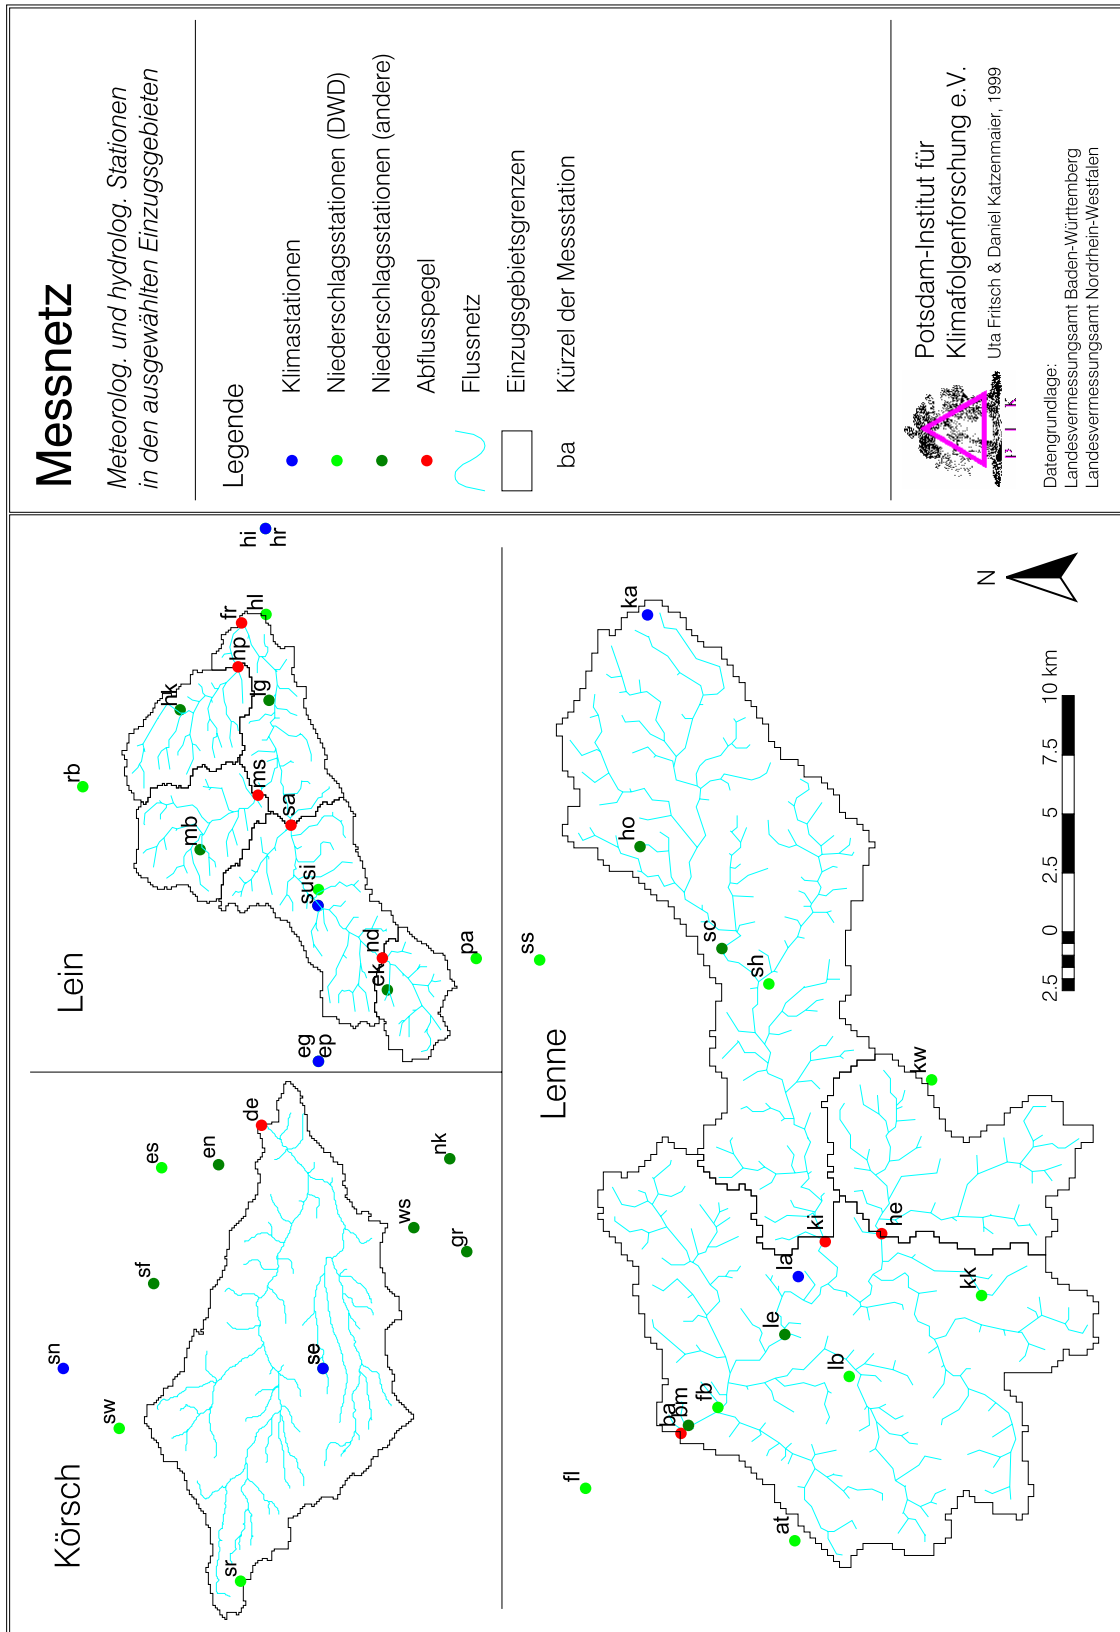 Messnetz
Meteorolog. und hydrolog. Stationen
in den ausgewählten Einzugsgebieten
Legende
Klimastationen
Niederschlagsstationen (DWD)
Niederschlagsstationen (andere)
Abflusspegel
Flussnetz
Einzugsgebietsgrenzen
ba
Kürzel der Messstation
P I K
Potsdam-Institut für
Klimafolgenforschung e.V.
Uta Fritsch & Daniel Katzenmaier, 1999
Datengrundlage:
Landesvermessungsamt Baden-Württemberg
Landesvermessungsamt Nordrhein-Westfalen
Körsch
sn
sw
sf
es
en
de
sr
se
ws
gr
nk
Lein
rb
hi
hr
fr
hl
hp
hk
lg
ms
mb
sa
su
si
nd
ek
pa
eg
ep
Lenne
ss
ka
ho
sc
sh
kw
ki
he
la
le
kk
lb
fb
ba
bm
fl
at
N
2.5
0
2.5
5
7.5
10 km